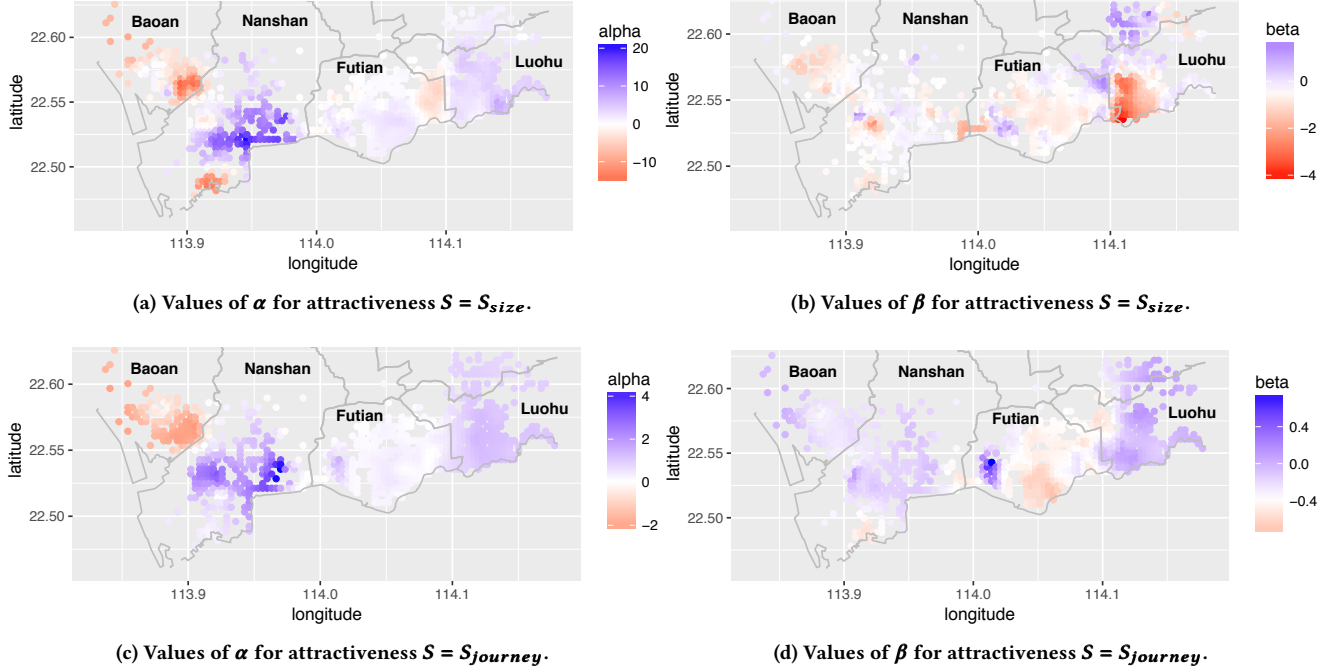 Baoan
Nanshan
Futian
Luohu
alpha
20
10
0
−10
22.60
22.55
22.50
latitude
113.9
114.0
114.1
longitude
(a) Values of α for attractiveness S = S_size.
Baoan
Nanshan
Futian
Luohu
beta
0
−2
−4
22.60
22.55
22.50
latitude
113.9
114.0
114.1
longitude
(b) Values of β for attractiveness S = S_size.
Baoan
Nanshan
Futian
Luohu
alpha
4
2
0
−2
22.60
22.55
22.50
latitude
113.9
114.0
114.1
longitude
(c) Values of α for attractiveness S = S_journey.
Baoan
Nanshan
Futian
Luohu
beta
0.4
0.0
−0.4
22.60
22.55
22.50
latitude
113.9
114.0
114.1
longitude
(d) Values of β for attractiveness S = S_journey.